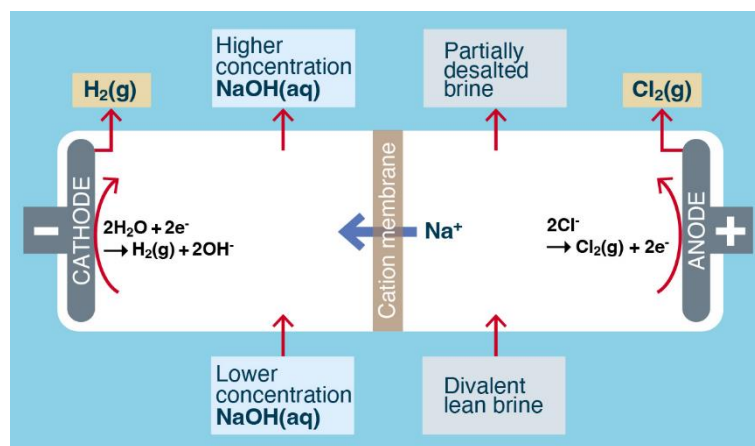 Higher
concentration
NaOH(aq)
Partially
desalted
brine
H₂(g)
Cl₂(g)
CATHODE
−
2H₂O + 2e⁻
→ H₂(g) + 2OH⁻
Cation membrane
Na⁺
2Cl⁻
→ Cl₂(g) + 2e⁻
ANODE
+
Lower
concentration
NaOH(aq)
Divalent
lean brine